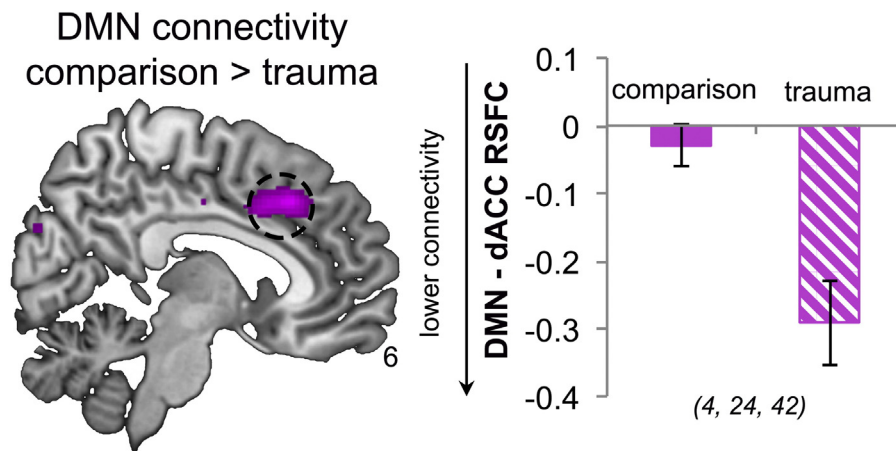 DMN connectivity
comparison > trauma
6
lower connectivity
DMN - dACC RSFC
0.1
0
-0.1
-0.2
-0.3
-0.4
comparison
trauma
(4, 24, 42)